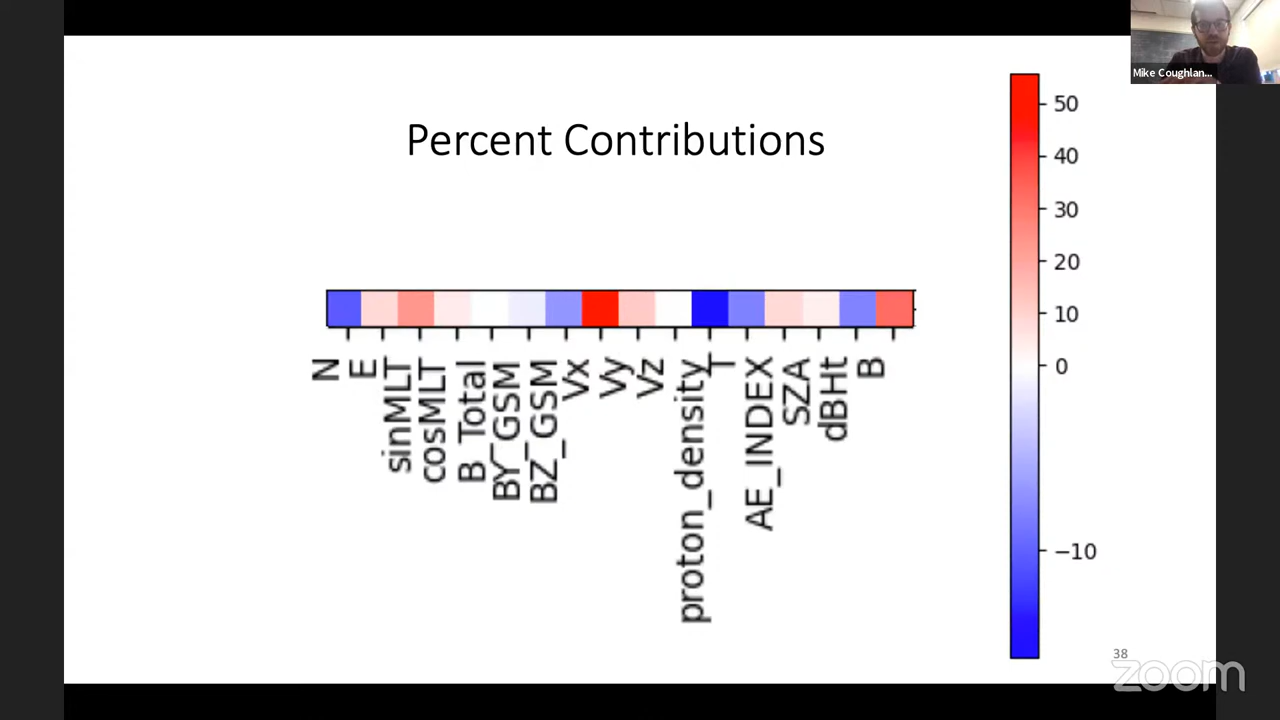 Mike Coughlan...
Percent Contributions
50
40
30
20
10
0
−10
N
E
sinMLT
cosMLT
B_Total
BY_GSM
BZ_GSM
Vx
Vy
Vz
proton_density
T
AE_INDEX
SZA
dBHt
B
38
zoom